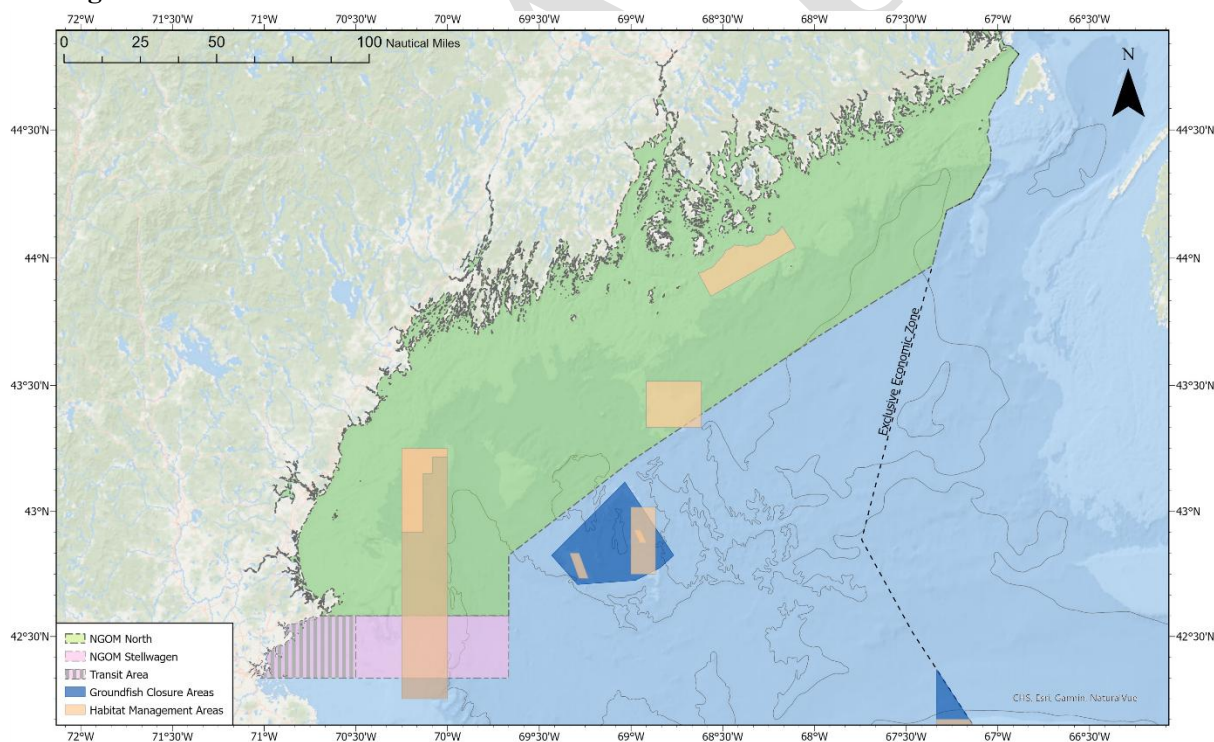 72°W 71°30'W 71°W 70°30'W 70°W 69°30'W 69°W 68°30'W 68°W 67°30'W 67°W 66°30'W
0 25 50 100 Nautical Miles
N
44°30'N 44°30'N
44°N 44°N
Exclusive Economic Zone
43°30'N 43°30'N
43°N 43°N
42°30'N 42°30'N
NGOM North
NGOM Stellwagen
Transit Area
Groundfish Closure Areas
Habitat Management Areas
CHS, Esri, Garmin, NaturalVue
72°W 71°30'W 71°W 70°30'W 70°W 69°30'W 69°W 68°30'W 68°W 67°30'W 67°W 66°30'W